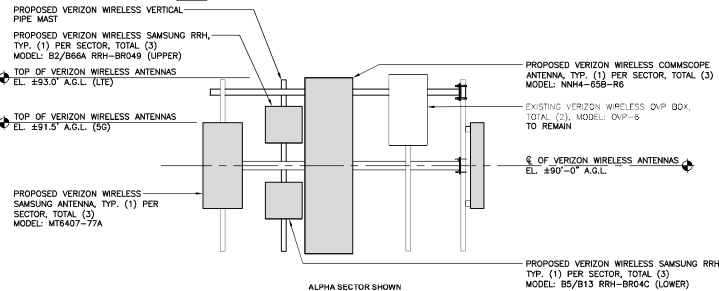 PROPOSED VERIZON WIRELESS VERTICAL
PIPE MAST
PROPOSED VERIZON WIRELESS SAMSUNG RRH,
TYP. (1) PER SECTOR, TOTAL (3)
MODEL: B2/B66A RRH-BR049 (UPPER)
TOP OF VERIZON WIRELESS ANTENNAS
EL. ±93.0' A.G.L. (LTE)
TOP OF VERIZON WIRELESS ANTENNAS
EL. ±91.5' A.G.L. (5G)
PROPOSED VERIZON WIRELESS
SAMSUNG ANTENNA, TYP. (1) PER
SECTOR, TOTAL (3)
MODEL: MT6407-77A
PROPOSED VERIZON WIRELESS COMMSCOPE
ANTENNA, TYP. (1) PER SECTOR, TOTAL (3)
MODEL: NNH4-65B-R6
EXISTING VERIZON WIRELESS OVP BOX,
TOTAL (2), MODEL: OVP-6
TO REMAIN
℄ OF VERIZON WIRELESS ANTENNAS
EL. ±90'-0" A.G.L.
PROPOSED VERIZON WIRELESS SAMSUNG RRH
TYP. (1) PER SECTOR, TOTAL (3)
MODEL: B5/B13 RRH-BR04C (LOWER)
ALPHA SECTOR SHOWN